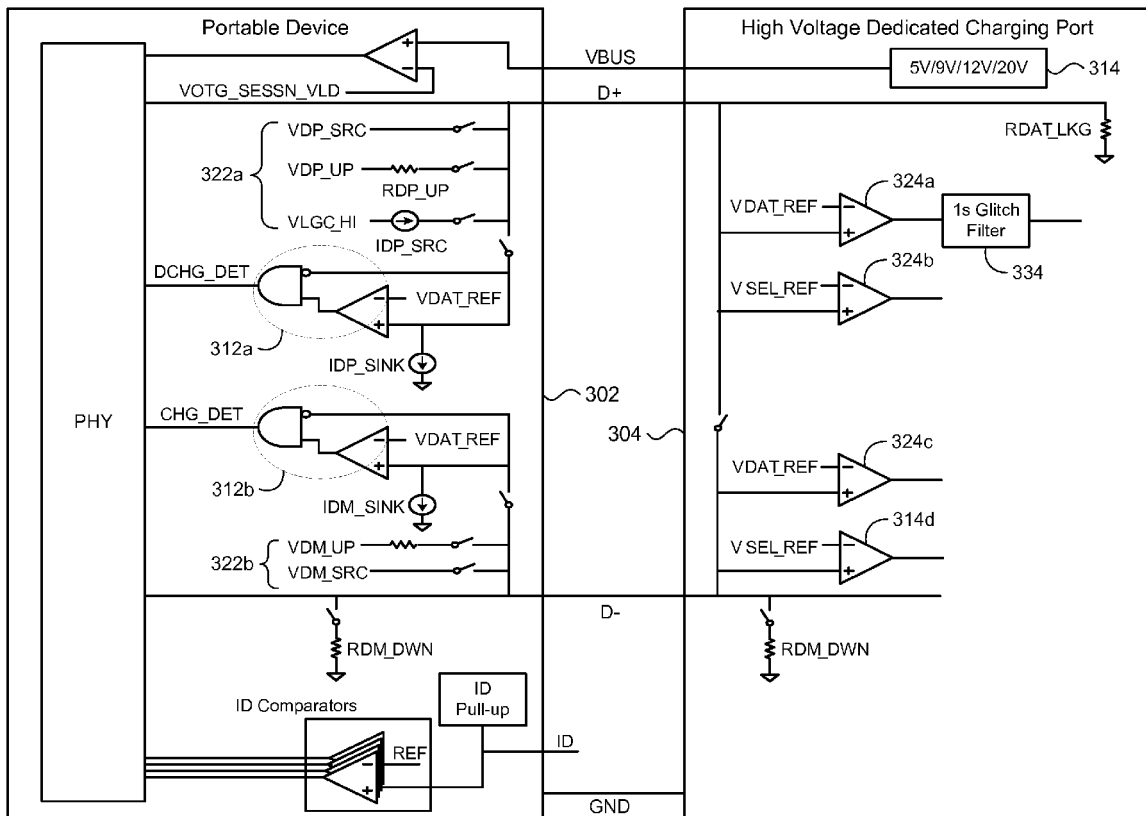 Portable Device
High Voltage Dedicated Charging Port
VBUS
5V/9V/12V/20V
314
VOTG_SESSN_VLD
D+
RDAT_LKG
VDP_SRC
322a
VDP_UP
RDP_UP
VLGC_HI
IDP_SRC
VDAT_REF
324a
1s Glitch
Filter
334
DCHG_DET
VDAT_REF
312a
IDP_SINK
VSEL_REF
324b
PHY
302
304
CHG_DET
VDAT_REF
312b
IDM_SINK
VDAT_REF
324c
322b
VDM_UP
VDM_SRC
VSEL_REF
314d
D-
RDM_DWN
RDM_DWN
ID Comparators
ID
Pull-up
REF
ID
GND